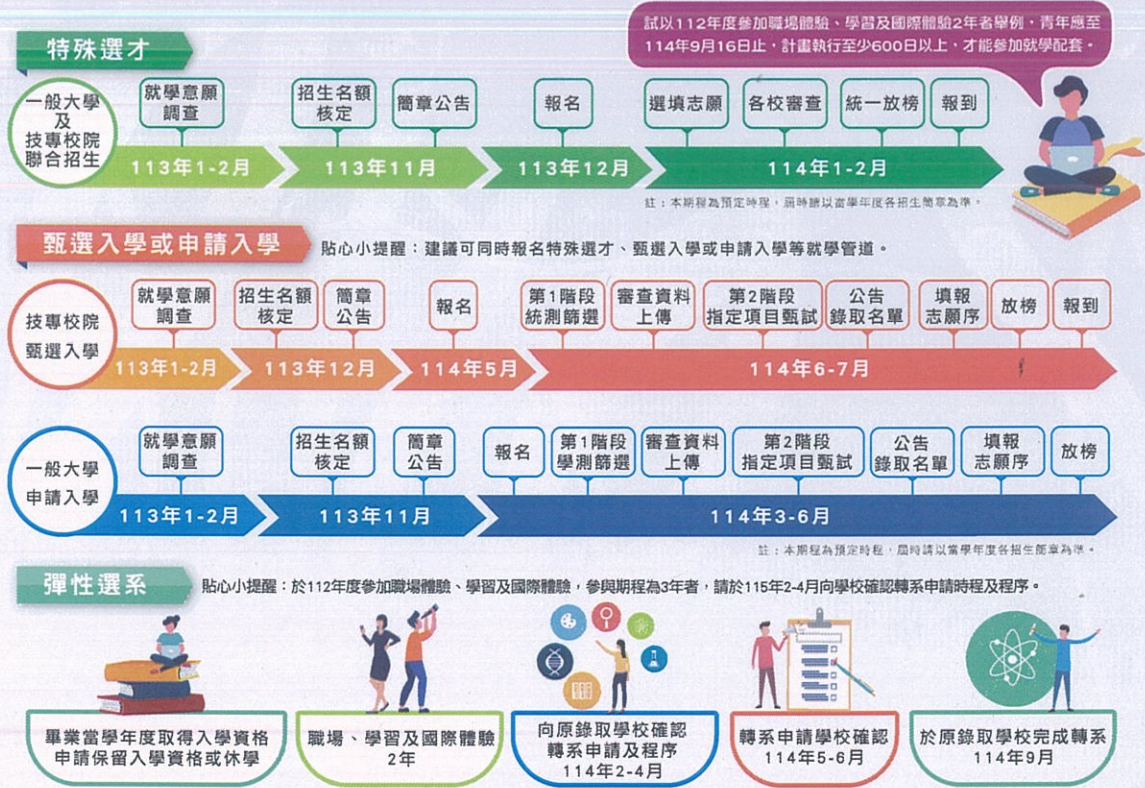 試以112年度參加職場體驗、學習及國際體驗2年者舉例,青年應至
114年9月16日止,計畫執行至少600日以上,才能參加就學配套。
特殊選才
一般大學
及
技專校院
聯合招生
就學意願
調查
招生名額
核定
簡章公告
報名
選填志願
各校審查
統一放榜
報到
113年1-2月
113年11月
113年12月
114年1-2月
註:本期程為預定時程,屆時請以當學年度各招生簡章為準。
甄選入學或申請入學
貼心小提醒:建議可同時報名特殊選才、甄選入學或申請入學等就學管道。
技專校院
甄選入學
就學意願
調查
招生名額
核定
簡章
公告
報名
第1階段
統測篩選
審查資料
上傳
第2階段
指定項目甄試
公告
錄取名單
填報
志願序
放榜
報到
113年1-2月
113年12月
114年5月
114年6-7月
一般大學
申請入學
就學意願
調查
招生名額
核定
簡章
公告
報名
第1階段
學測篩選
審查資料
上傳
第2階段
指定項目甄試
公告
錄取名單
填報
志願序
放榜
113年1-2月
113年11月
114年3-6月
註:本期程為預定時程,屆時請以當學年度各招生簡章為準。
彈性選系
貼心小提醒:於112年度參加職場體驗、學習及國際體驗,參與期程為3年者,請於115年2-4月向學校確認轉系申請時程及程序。
畢業當學年度取得入學資格
申請保留入學資格或休學
職場、學習及國際體驗
2年
向原錄取學校確認
轉系申請及程序
114年2-4月
轉系申請學校確認
114年5-6月
於原錄取學校完成轉系
114年9月